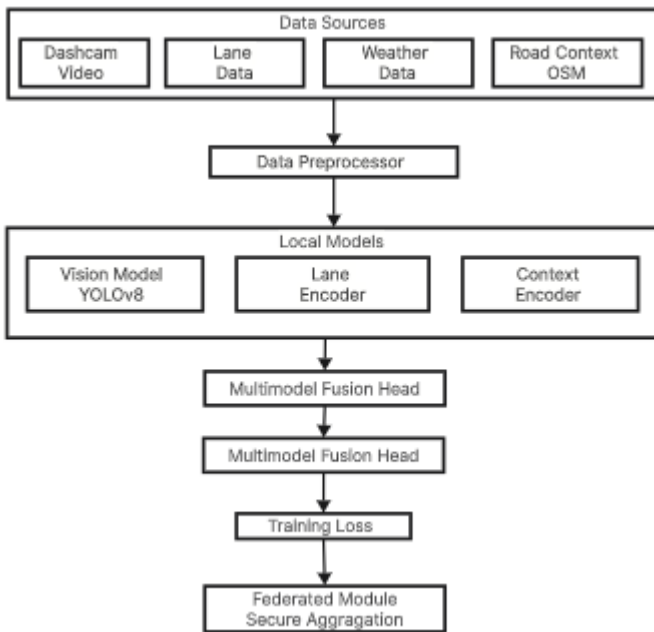 Data Sources
Dashcam
Video
Lane
Data
Weather
Data
Road Context
OSM
Data Preprocessor
Local Models
Vision Model
YOLOv8
Lane
Encoder
Context
Encoder
Multimodel Fusion Head
Multimodel Fusion Head
Training Loss
Federated Module
Secure Aggragation